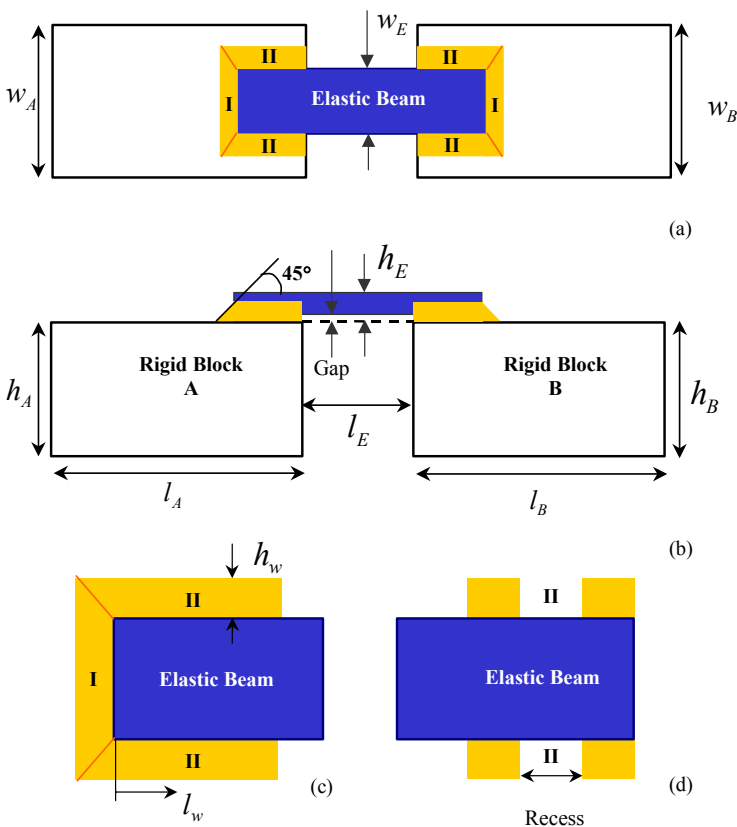 w_E
II
II
w_A
I
Elastic Beam
I
w_B
II
II
(a)
45°
h_E
h_A
Rigid Block
A
Gap
Rigid Block
B
h_B
l_E
l_A
l_B
(b)
h_w
II
II
I
Elastic Beam
Elastic Beam
II
II
(c)
(d)
l_w
Recess